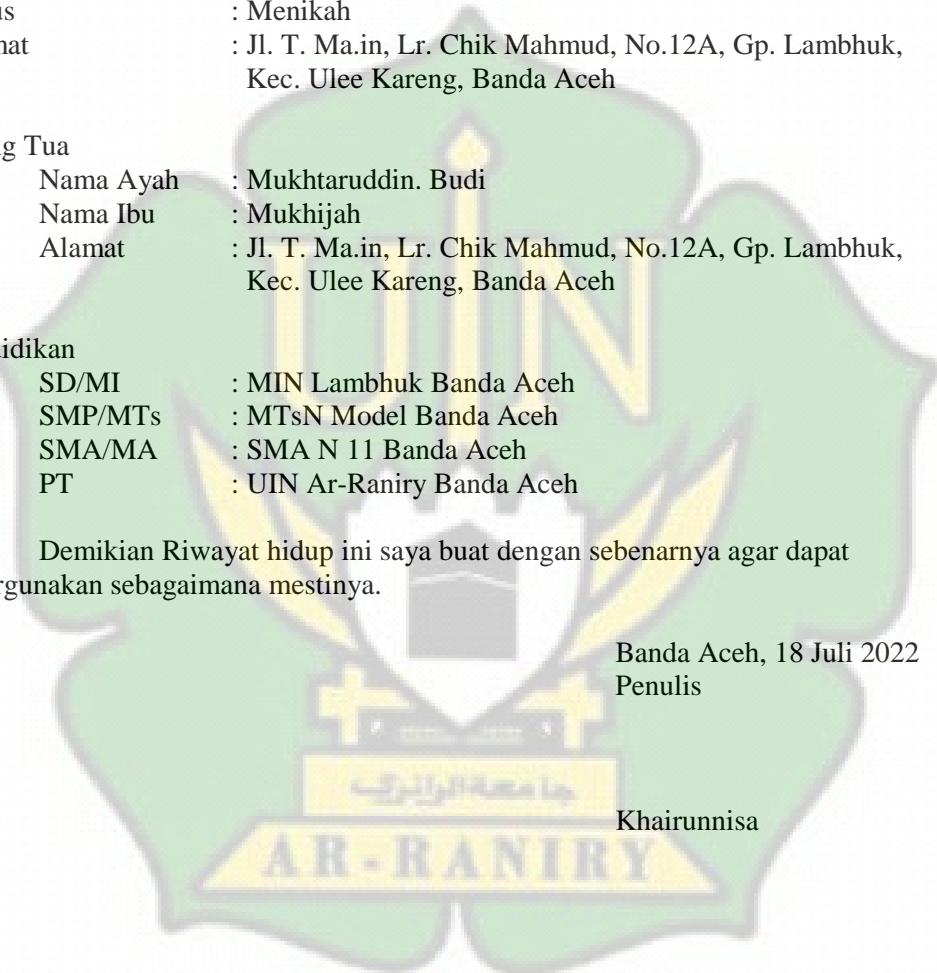 us : Menikah
mat : Jl. T. Ma.in, Lr. Chik Mahmud, No.12A, Gp. Lambhuk,
Kec. Ulee Kareng, Banda Aceh
ng Tua
Nama Ayah : Mukhtaruddin. Budi
Nama Ibu : Mukhijah
Alamat : Jl. T. Ma.in, Lr. Chik Mahmud, No.12A, Gp. Lambhuk,
Kec. Ulee Kareng, Banda Aceh
idikan
SD/MI : MIN Lambhuk Banda Aceh
SMP/MTs : MTsN Model Banda Aceh
SMA/MA : SMA N 11 Banda Aceh
PT : UIN Ar-Raniry Banda Aceh
Demikian Riwayat hidup ini saya buat dengan sebenarnya agar dapat
rgunakan sebagaimana mestinya.
Banda Aceh, 18 Juli 2022
Penulis
Khairunnisa
UIN
جامعة الرانري
AR-RANIRY